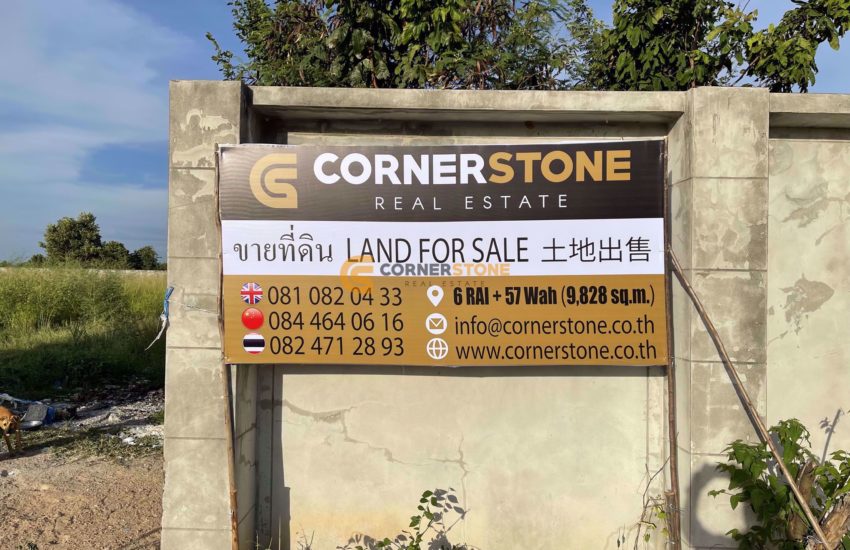 CORNERSTONE
REAL ESTATE
ขายที่ดิน LAND FOR SALE 土地出售
CORNERSTONE
REAL ESTATE
081 082 04 33
084 464 06 16
082 471 28 93
6 RAI + 57 Wah (9,828 sq.m.)
info@cornerstone.co.th
www.cornerstone.co.th